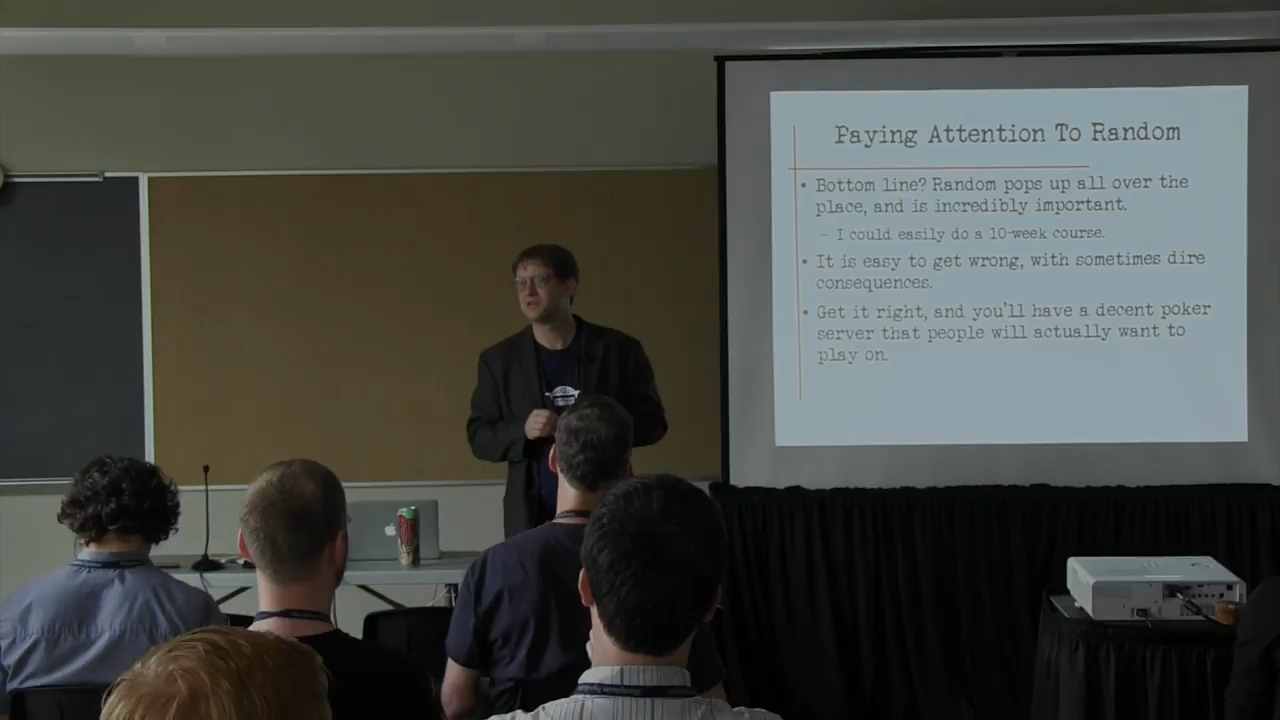 Paying Attention To Random
• Bottom line? Random pops up all over the
place, and is incredibly important.
– I could easily do a 10-week course.
• It is easy to get wrong, with sometimes dire
consequences.
• Get it right, and you'll have a decent poker
server that people will actually want to
play on.